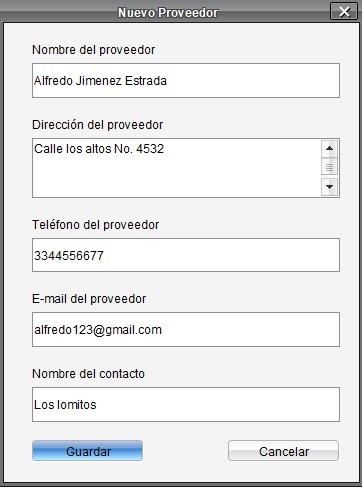 Nuevo Proveedor
Nombre del proveedor
Alfredo Jimenez Estrada
Dirección del proveedor
Calle los altos No. 4532
Teléfono del proveedor
3344556677
E-mail del proveedor
alfredo123@gmail.com
Nombre del contacto
Los lomitos
Guardar
Cancelar